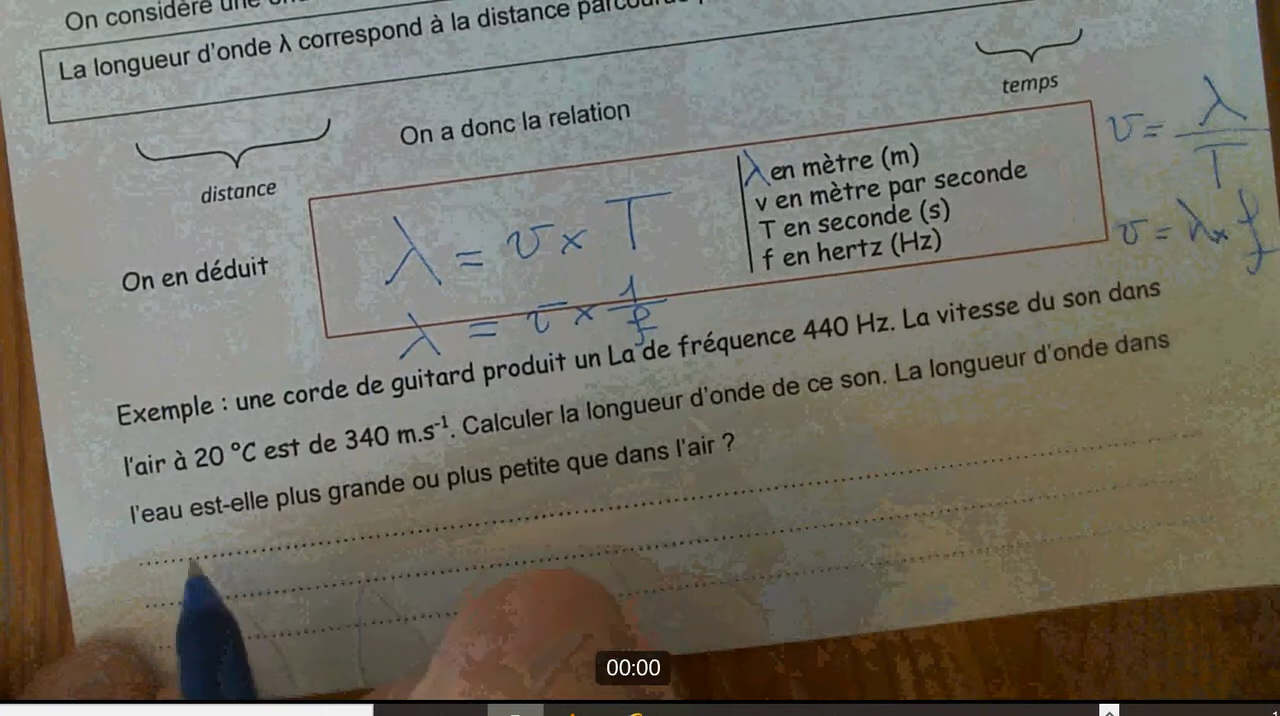 On considère une
La longueur d'onde λ correspond à la distance
temps
On a donc la relation
distance
λ en mètre (m)
v en mètre par seconde
T en seconde (s)
f en hertz (Hz)
v = λ/T
v = λ x f
λ = v x T
On en déduit
λ = v x 1/f
Exemple : une corde de guitard produit un La de fréquence 440 Hz. La vitesse du son dans
l'air à 20 °C est de 340 m.s⁻¹. Calculer la longueur d'onde de ce son. La longueur d'onde dans
l'eau est-elle plus grande ou plus petite que dans l'air ?
00:00